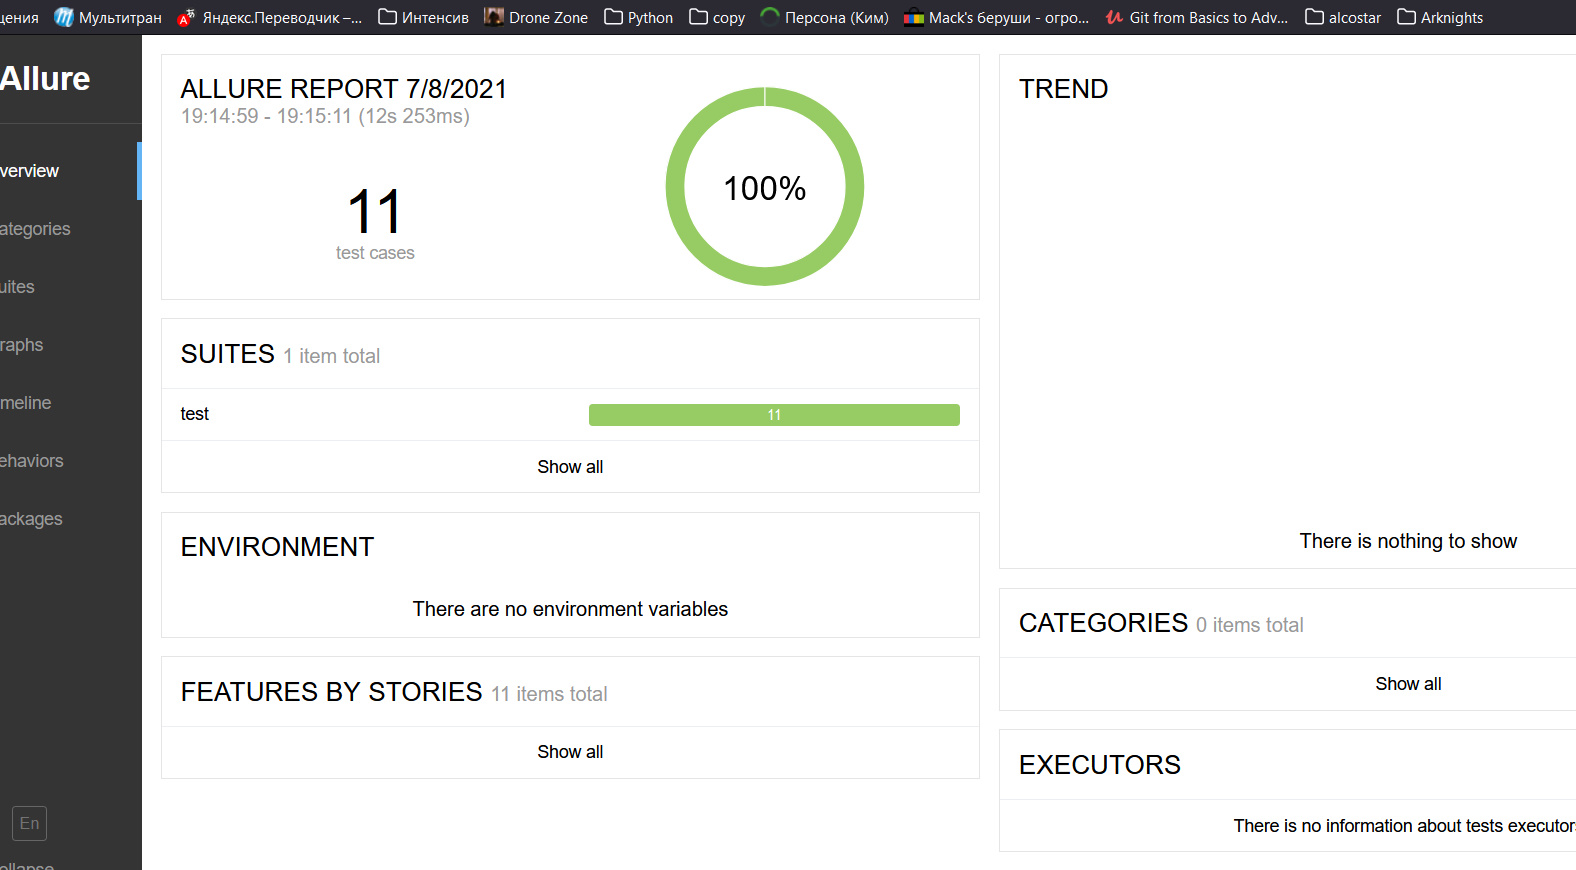 щения Мультитран Яндекс.Переводчик –... Интенсив Drone Zone Python copy Персона (Ким) Mack's беруши - огро... Git from Basics to Adv... alcostar Arknights
Allure
verview
ategories
uites
raphs
meline
ehaviors
ackages
En
ollapse
ALLURE REPORT 7/8/2021
19:14:59 - 19:15:11 (12s 253ms)
11
test cases
100%
SUITES 1 item total
test 11
Show all
ENVIRONMENT
There are no environment variables
FEATURES BY STORIES 11 items total
Show all
TREND
There is nothing to show
CATEGORIES 0 items total
Show all
EXECUTORS
There is no information about tests executors